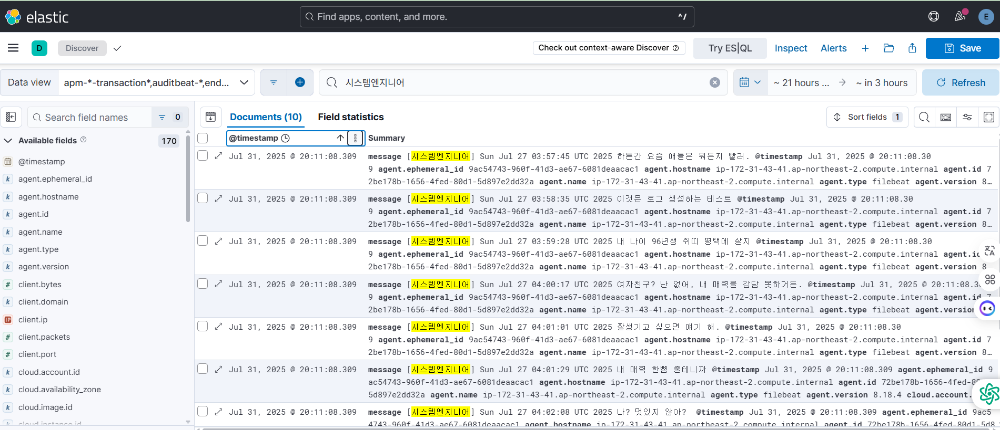 elastic
Find apps, content, and more.
^/
E
D
Discover
Check out context-aware Discover
Try ES|QL
Inspect
Alerts
Save
Data view
apm-*-transaction*,auditbeat-*,end...
시스템엔지니어
~ 21 hours ...
~ in 3 hours
Refresh
Search field names
0
Documents (10)
Field statistics
Sort fields 1
Available fields
170
@timestamp
agent.ephemeral_id
agent.hostname
agent.id
agent.name
agent.type
agent.version
client.bytes
client.domain
client.ip
client.packets
client.port
cloud.account.id
cloud.availability_zone
cloud.image.id
cloud.instance.id
@timestamp
Summary
Jul 31, 2025 @ 20:11:08.309
message [시스템엔지니어] Sun Jul 27 03:57:45 UTC 2025 하튼간 요즘 애들은 뭐든지 빨러. @timestamp Jul 31, 2025 @ 20:11:08.30
9 agent.ephemeral_id 9ac54743-960f-41d3-ae67-6081deaacac1 agent.hostname ip-172-31-43-41.ap-northeast-2.compute.internal agent.id 7
2be178b-1656-4fed-80d1-5d897e2dd32a agent.name ip-172-31-43-41.ap-northeast-2.compute.internal agent.type filebeat agent.version 8…
Jul 31, 2025 @ 20:11:08.309
message [시스템엔지니어] Sun Jul 27 03:58:35 UTC 2025 이것은 로그 생성하는 테스트 @timestamp Jul 31, 2025 @ 20:11:08.30
9 agent.ephemeral_id 9ac54743-960f-41d3-ae67-6081deaacac1 agent.hostname ip-172-31-43-41.ap-northeast-2.compute.internal agent.id 7
2be178b-1656-4fed-80d1-5d897e2dd32a agent.name ip-172-31-43-41.ap-northeast-2.compute.internal agent.type filebeat agent.version 8…
Jul 31, 2025 @ 20:11:08.309
message [시스템엔지니어] Sun Jul 27 03:59:28 UTC 2025 내 나이 96년생 쥐띠 평택에 살지 @timestamp Jul 31, 2025 @ 20:11:08.30
9 agent.ephemeral_id 9ac54743-960f-41d3-ae67-6081deaacac1 agent.hostname ip-172-31-43-41.ap-northeast-2.compute.internal agent.id
2be178b-1656-4fed-80d1-5d897e2dd32a agent.name ip-172-31-43-41.ap-northeast-2.compute.internal agent.type filebeat agent.version 8
Jul 31, 2025 @ 20:11:08.309
message [시스템엔지니어] Sun Jul 27 04:00:17 UTC 2025 여자친구? 난 없어, 내 매력을 감담 못하거든. @timestamp Jul 31, 2025 @ 20:11:08.30
9 agent.ephemeral_id 9ac54743-960f-41d3-ae67-6081deaacac1 agent.hostname ip-172-31-43-41.ap-northeast-2.compute.internal agent.id 7
2be178b-1656-4fed-80d1-5d897e2dd32a agent.name ip-172-31-43-41.ap-northeast-2.compute.internal agent.type filebeat agent.version
Jul 31, 2025 @ 20:11:08.309
message [시스템엔지니어] Sun Jul 27 04:01:01 UTC 2025 잘생기고 싶으면 얘기 해. @timestamp Jul 31, 2025 @ 20:11:08.30
9 agent.ephemeral_id 9ac54743-960f-41d3-ae67-6081deaacac1 agent.hostname ip-172-31-43-41.ap-northeast-2.compute.internal agent.id 7
2be178b-1656-4fed-80d1-5d897e2dd32a agent.name ip-172-31-43-41.ap-northeast-2.compute.internal agent.type filebeat agent.version 8…
Jul 31, 2025 @ 20:11:08.309
message [시스템엔지니어] Sun Jul 27 04:01:29 UTC 2025 내 매력 한뼘 줄테니까 @timestamp Jul 31, 2025 @ 20:11:08.309 agent.ephemeral_id 9
ac54743-960f-41d3-ae67-6081deaacac1 agent.hostname ip-172-31-43-41.ap-northeast-2.compute.internal agent.id 72be178b-1656-4fed-80
5d897e2dd32a agent.name ip-172-31-43-41.ap-northeast-2.compute.internal agent.type filebeat agent.version 8.18.4 cloud.account.
Jul 31, 2025 @ 20:11:08.309
message [시스템엔지니어] Sun Jul 27 04:02:08 UTC 2025 나? 멋있지 않아? @timestamp Jul 31, 2025 @ 20:11:08.309 agent.ephemeral_id 9ac5
4743-960f-41d3-ae67-6081deaacac1 agent.hostname ip-172-31-43-41.ap-northeast-2.compute.internal agent.id 72be178b-1656-4fed-80d1-5d8